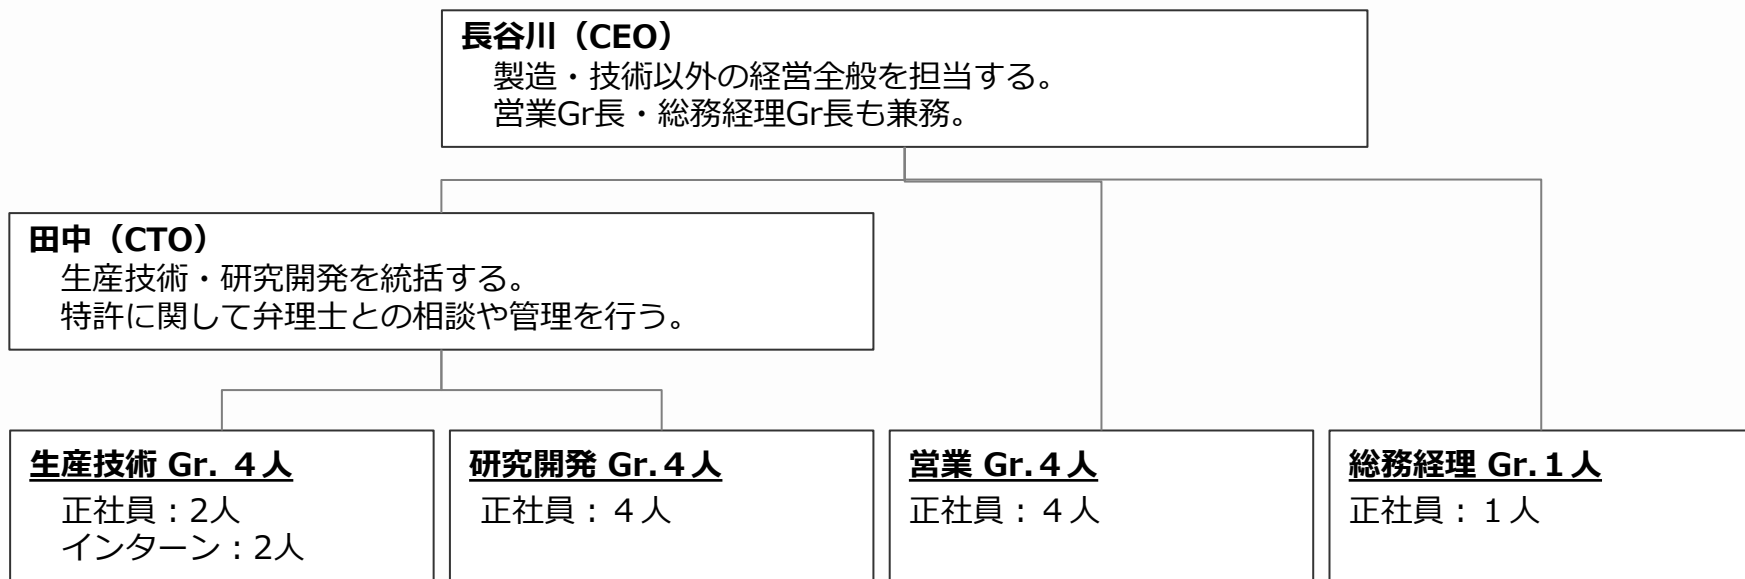 長谷川（CEO）
製造・技術以外の経営全般を担当する。
営業Gr長・総務経理Gr長も兼務。
田中（CTO）
生産技術・研究開発を統括する。
特許に関して弁理士との相談や管理を行う。
生産技術 Gr. ４人
正社員：2人
インターン：2人
研究開発 Gr.４人
正社員：４人
営業 Gr.４人
正社員：４人
総務経理 Gr.１人
正社員：１人